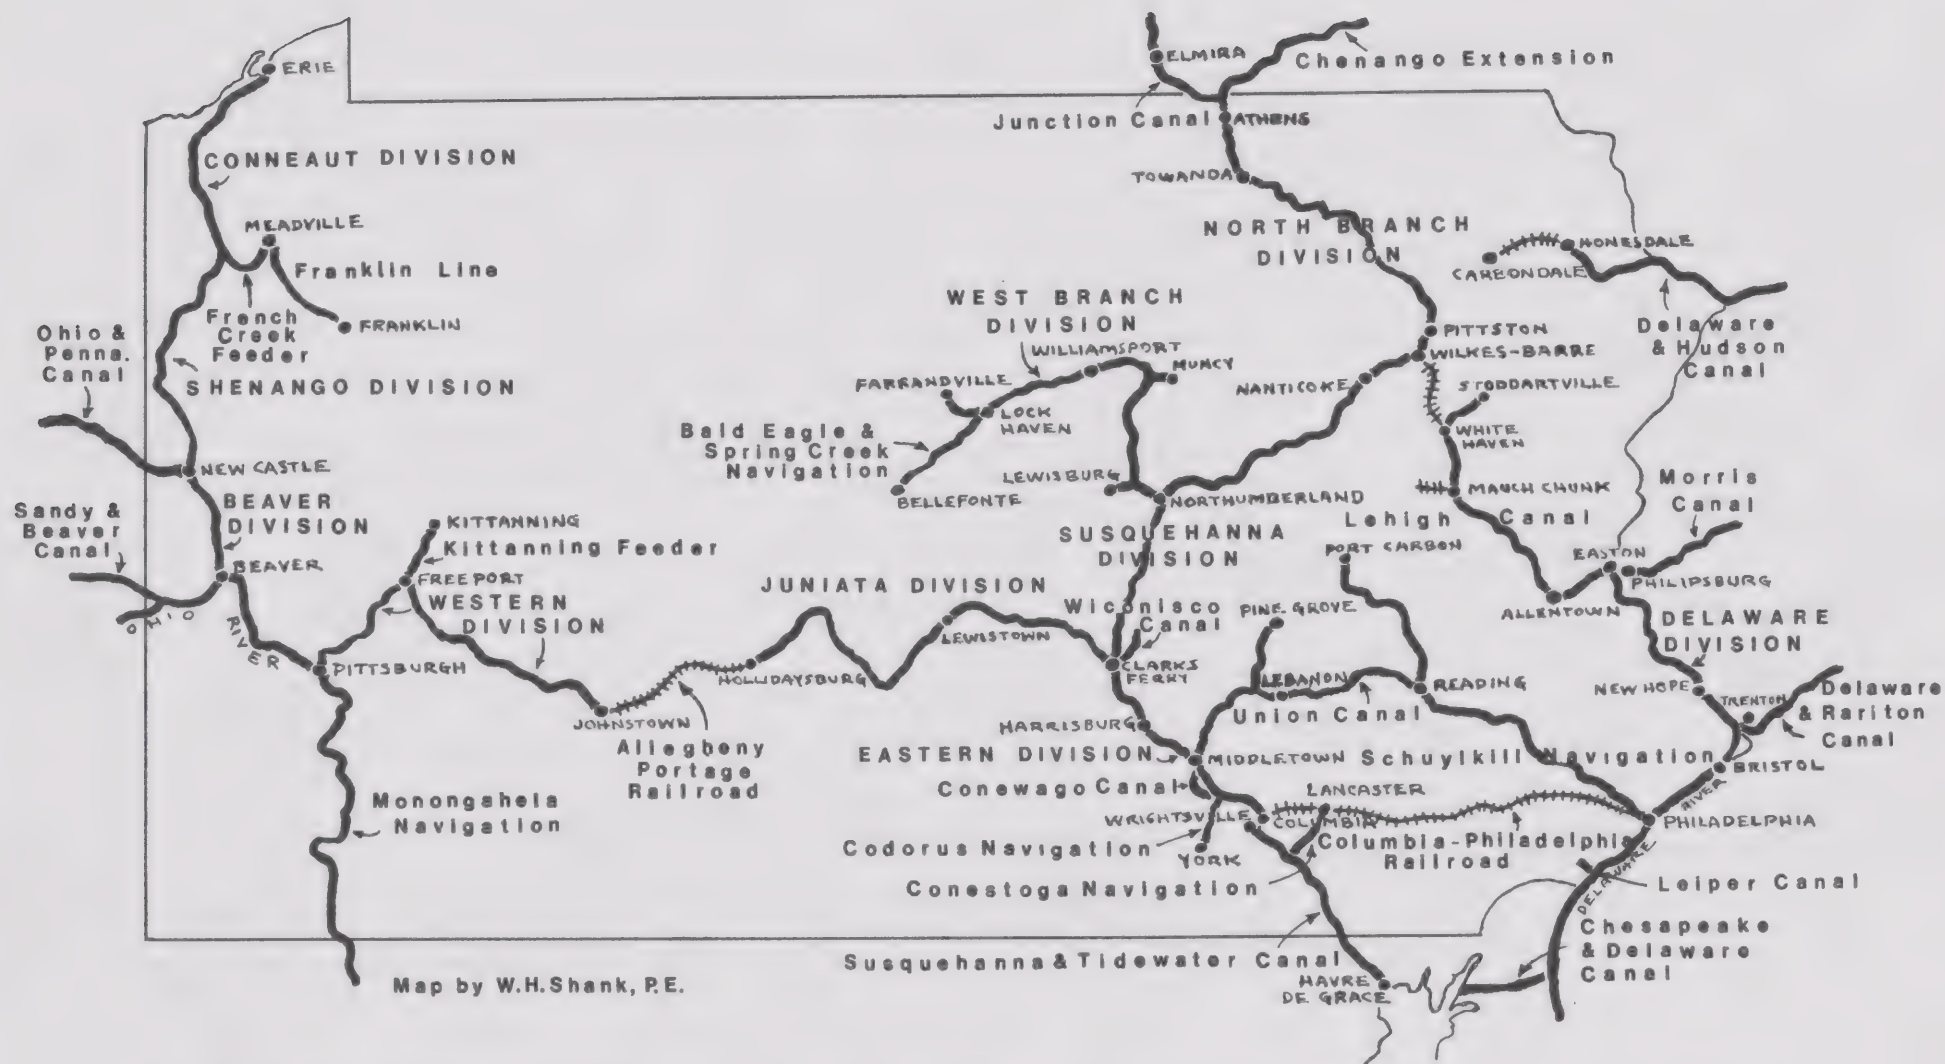 ERIE
ELMIRA
Chenango Extension
Junction Canal
ATHENS
CONNEAUT DIVISION
TOWANDA
MEADVILLE
NORTH BRANCH
DIVISION
HONESDALE
CARBONDALE
Franklin Line
WEST BRANCH
DIVISION
French
Creek
Feeder
FRANKLIN
Ohio &
Penna.
Canal
PITTSTON
Delaware
& Hudson
Canal
WILLIAMSPORT
MUNCY
WILKES-BARRE
SHENANGO DIVISION
FARRANDVILLE
NANTICOKE
STODDARTVILLE
LOCK
HAVEN
Bald Eagle &
Spring Creek
Navigation
WHITE
HAVEN
NEW CASTLE
LEWISBURG
BELLEFONTE
NORTHUMBERLAND
MAUCH CHUNK
Morris
Canal
BEAVER
DIVISION
Sandy &
Beaver
Canal
KITTANNING
Kittanning Feeder
SUSQUEHANNA
DIVISION
Lehigh Canal
PORT CARBON
EASTON
PHILIPSBURG
BEAVER
FREEPORT
WESTERN
DIVISION
JUNIATA DIVISION
Wiconisco
Canal
PINE GROVE
ALLENTOWN
DELAWARE
DIVISION
OHIO
RIVER
LEWISTOWN
PITTSBURGH
HOLLIDAYSBURG
CLARKS
FERRY
LEBANON
READING
NEW HOPE
TRENTON
Delaware
& Rariton
Canal
JOHNSTOWN
HARRISBURG
Union Canal
Allegheny
Portage
Railroad
EASTERN DIVISION
MIDDLETOWN
Schuylkill Navigation
BRISTOL
Conewago Canal
LANCASTER
RIVER
Monongahela
Navigation
WRIGHTSVILLE
COLUMBIA
PHILADELPHIA
Codorus Navigation
YORK
Columbia-Philadelphia
Railroad
DELAWARE
Conestoga Navigation
Leiper Canal
Susquehanna & Tidewater Canal
Chesapeake
& Delaware
Canal
Map by W.H.Shank, P.E.
HAVRE
DE GRACE